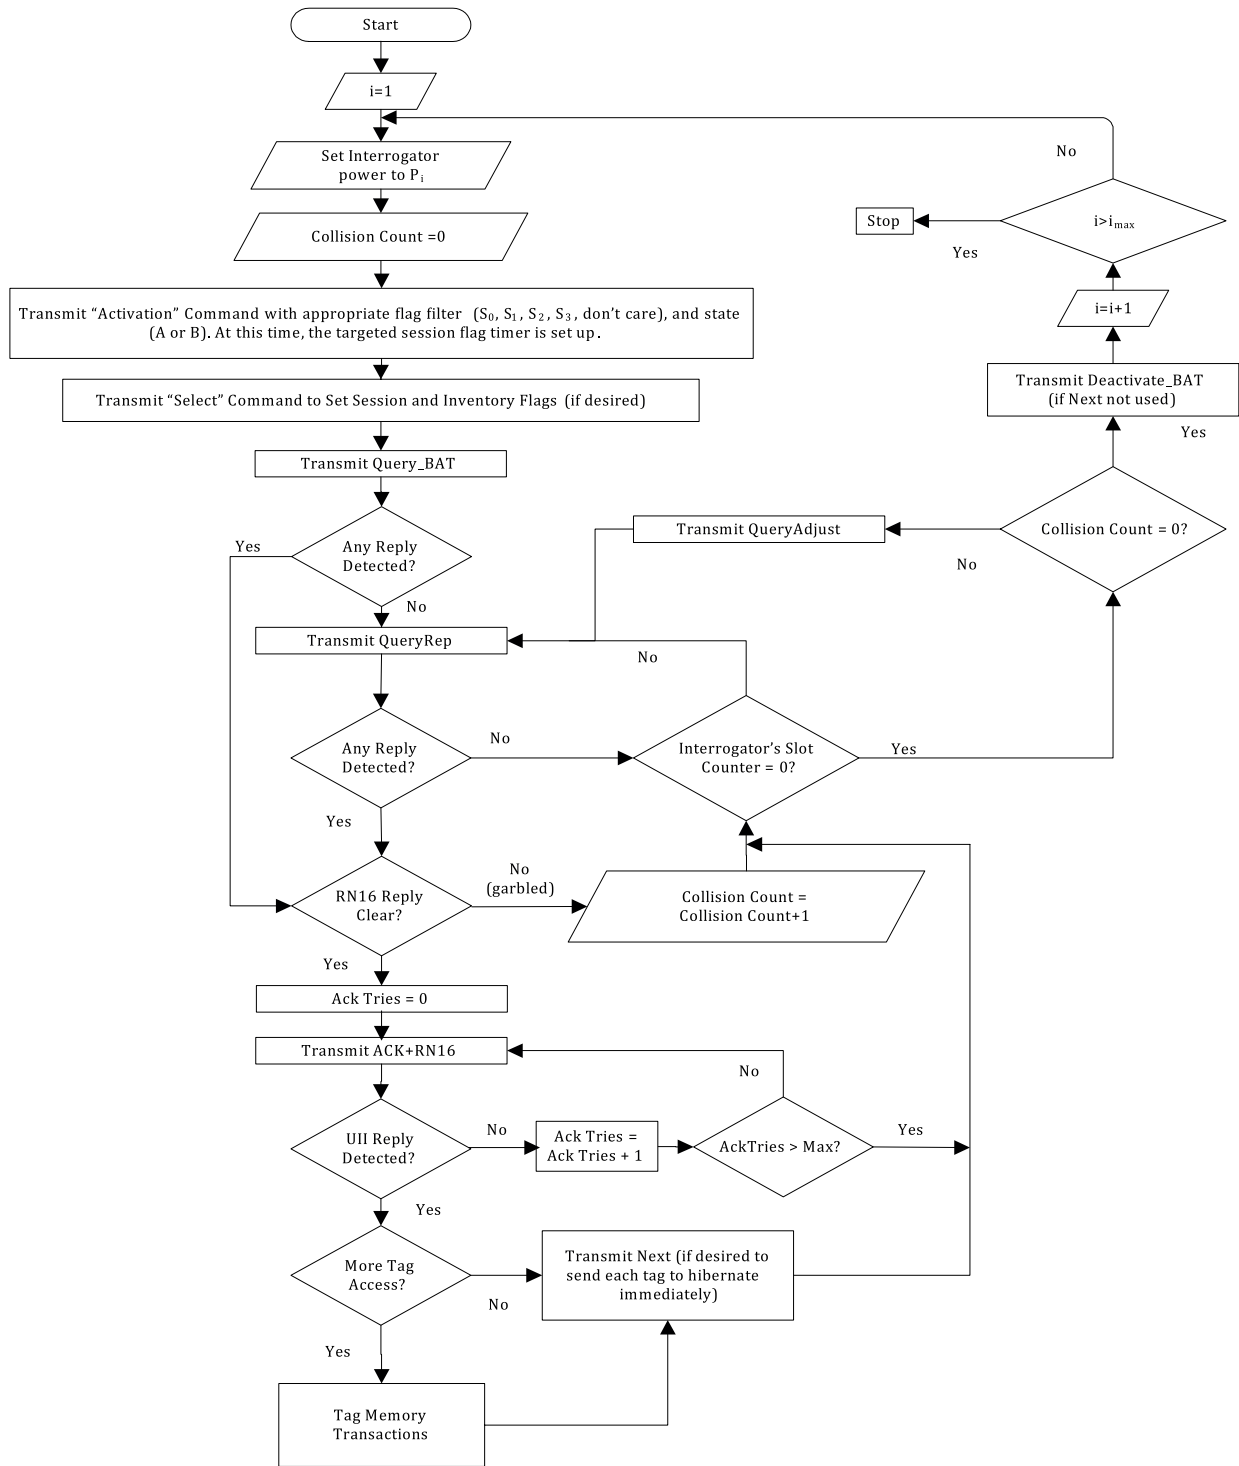 Start
i=1
Set Interrogator
power to Pᵢ
No
i>iₘₐₓ
Stop
Yes
Collision Count =0
Transmit “Activation” Command with appropriate flag filter (S₀, S₁, S₂, S₃, don’t care), and state
(A or B). At this time, the targeted session flag timer is set up.
i=i+1
Transmit “Select” Command to Set Session and Inventory Flags (if desired)
Transmit Deactivate_BAT
(if Next not used)
Yes
Transmit Query_BAT
Any Reply
Detected?
Yes
No
Transmit QueryAdjust
Collision Count = 0?
No
Transmit QueryRep
No
Any Reply
Detected?
No
Interrogator’s Slot
Counter = 0?
Yes
Yes
RN16 Reply
Clear?
No
(garbled)
Collision Count =
Collision Count+1
Yes
Ack Tries = 0
Transmit ACK+RN16
No
UII Reply
Detected?
No
Ack Tries =
Ack Tries + 1
AckTries > Max?
Yes
Yes
More Tag
Access?
No
Transmit Next (if desired to
send each tag to hibernate
immediately)
Yes
Tag Memory
Transactions